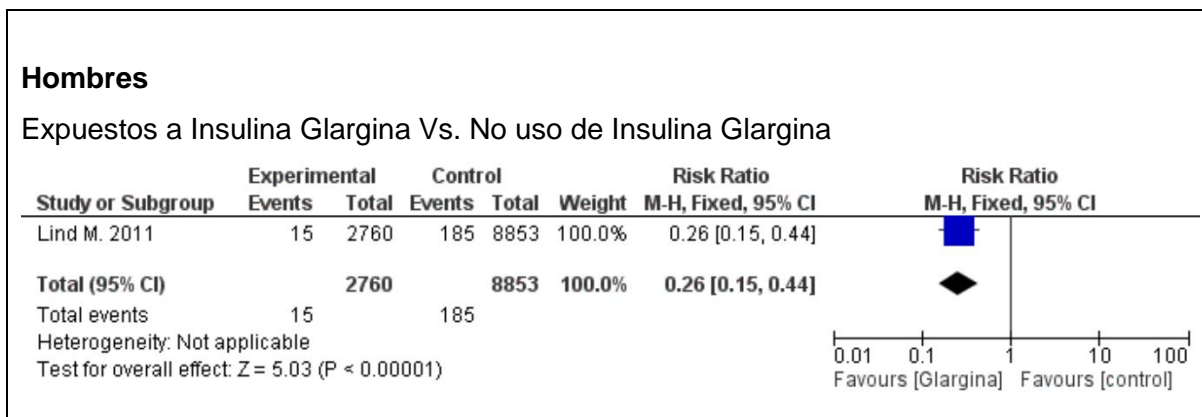 Hombres
Expuestos a Insulina Glargina Vs. No uso de Insulina Glargina
Experimental Control Risk Ratio Risk Ratio
Study or Subgroup Events Total Events Total Weight M-H, Fixed, 95% CI M-H, Fixed, 95% CI
Lind M. 2011 15 2760 185 8853 100.0% 0.26 [0.15, 0.44]
Total (95% CI) 2760 8853 100.0% 0.26 [0.15, 0.44]
Total events 15 185
Heterogeneity: Not applicable
Test for overall effect: Z = 5.03 (P < 0.00001)
0.01 0.1 1 10 100
Favours [Glargina] Favours [control]